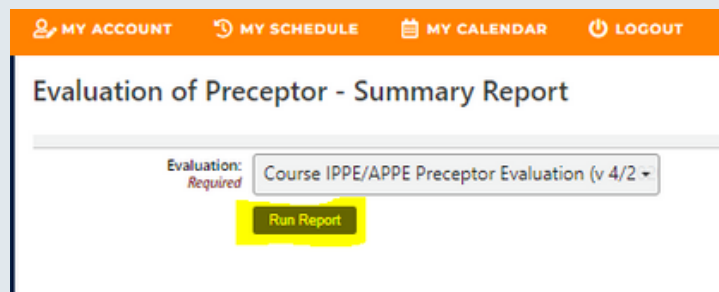 MY ACCOUNT MY SCHEDULE MY CALENDAR LOGOUT
Evaluation of Preceptor - Summary Report
Evaluation: Course IPPE/APPE Preceptor Evaluation (v 4/2
Required
Run Report